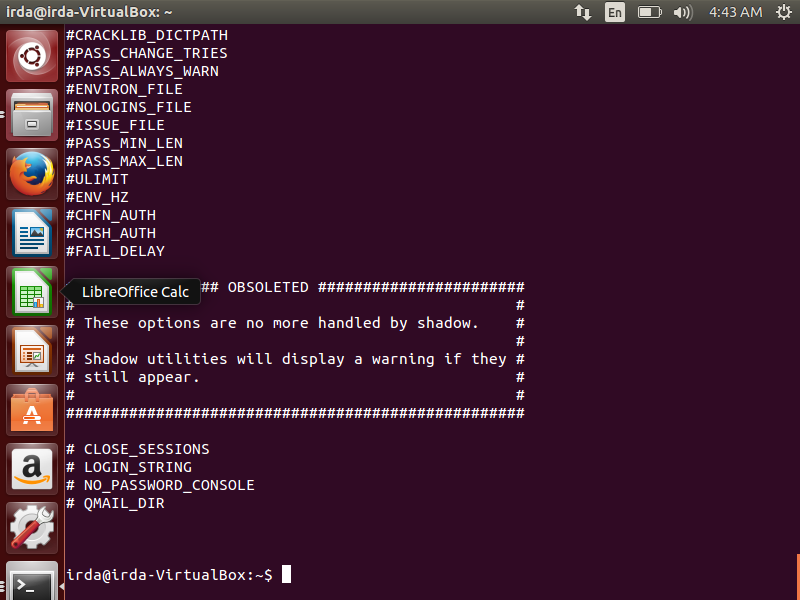 irda@irda-VirtualBox: ~
En
4:43 AM
#CRACKLIB_DICTPATH
#PASS_CHANGE_TRIES
#PASS_ALWAYS_WARN
#ENVIRON_FILE
#NOLOGINS_FILE
#ISSUE_FILE
#PASS_MIN_LEN
#PASS_MAX_LEN
#ULIMIT
#ENV_HZ
#CHFN_AUTH
#CHSH_AUTH
#FAIL_DELAY
LibreOffice Calc
## OBSOLETED #######################
# #
# These options are no more handled by shadow. #
# #
# Shadow utilities will display a warning if they #
# still appear. #
# #
###################################################
# CLOSE_SESSIONS
# LOGIN_STRING
# NO_PASSWORD_CONSOLE
# QMAIL_DIR
irda@irda-VirtualBox:~$